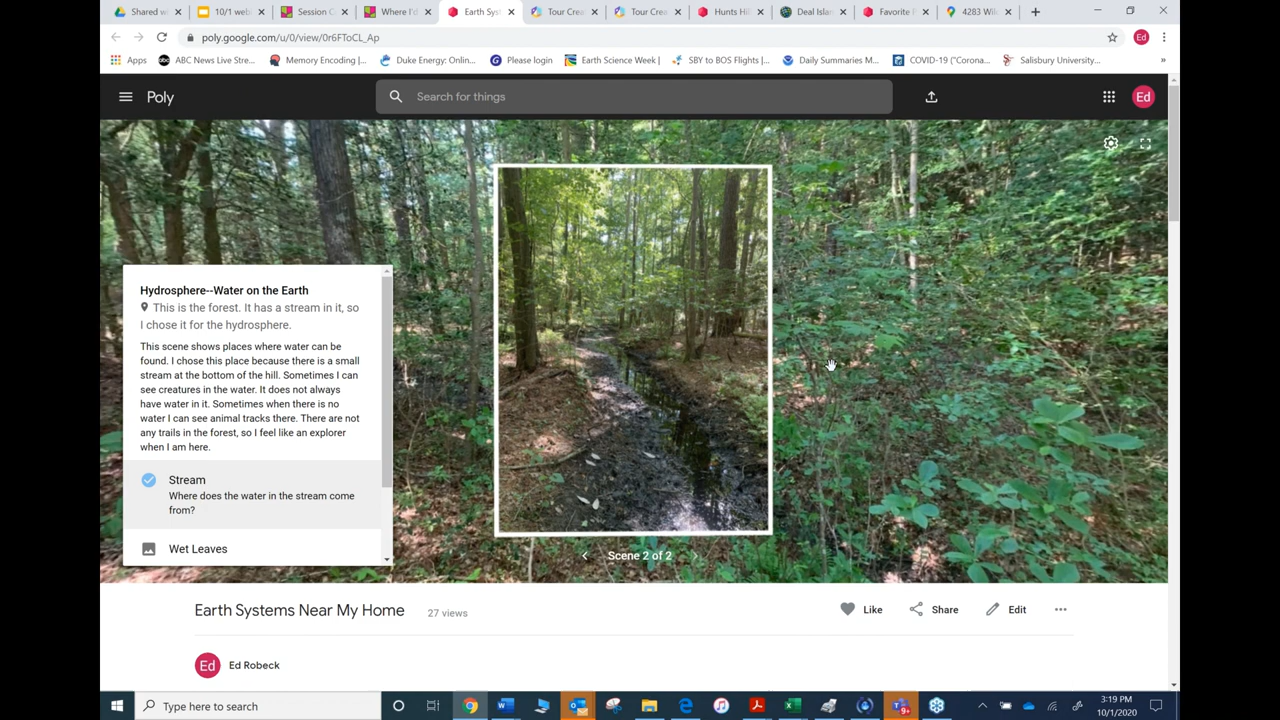 Shared wi
10/1 web
Session C
Where I'd
Earth Sys
Tour Crea
Tour Crea
Hunts Hi
Deal Islan
Favorite P
4283 Wil
poly.google.com/u/0/view/0r6FToCL_Ap
Ed
Apps
ABC News Live Stre...
Memory Encoding |...
Duke Energy: Onlin...
Please login
Earth Science Week |...
SBY to BOS Flights |...
Daily Summaries M...
COVID-19 ("Corona...
Salisbury University...
»
Poly
Search for things
Ed
Hydrosphere--Water on the Earth
This is the forest. It has a stream in it, so
I chose it for the hydrosphere.
This scene shows places where water can be
found. I chose this place because there is a small
stream at the bottom of the hill. Sometimes I can
see creatures in the water. It does not always
have water in it. Sometimes when there is no
water I can see animal tracks there. There are not
any trails in the forest, so I feel like an explorer
when I am here.
Stream
Where does the water in the stream come
from?
Wet Leaves
Scene 2 of 2
Earth Systems Near My Home
27 views
Like
Share
Edit
Ed
Ed Robeck
Type here to search
9+
3:19 PM
10/1/2020